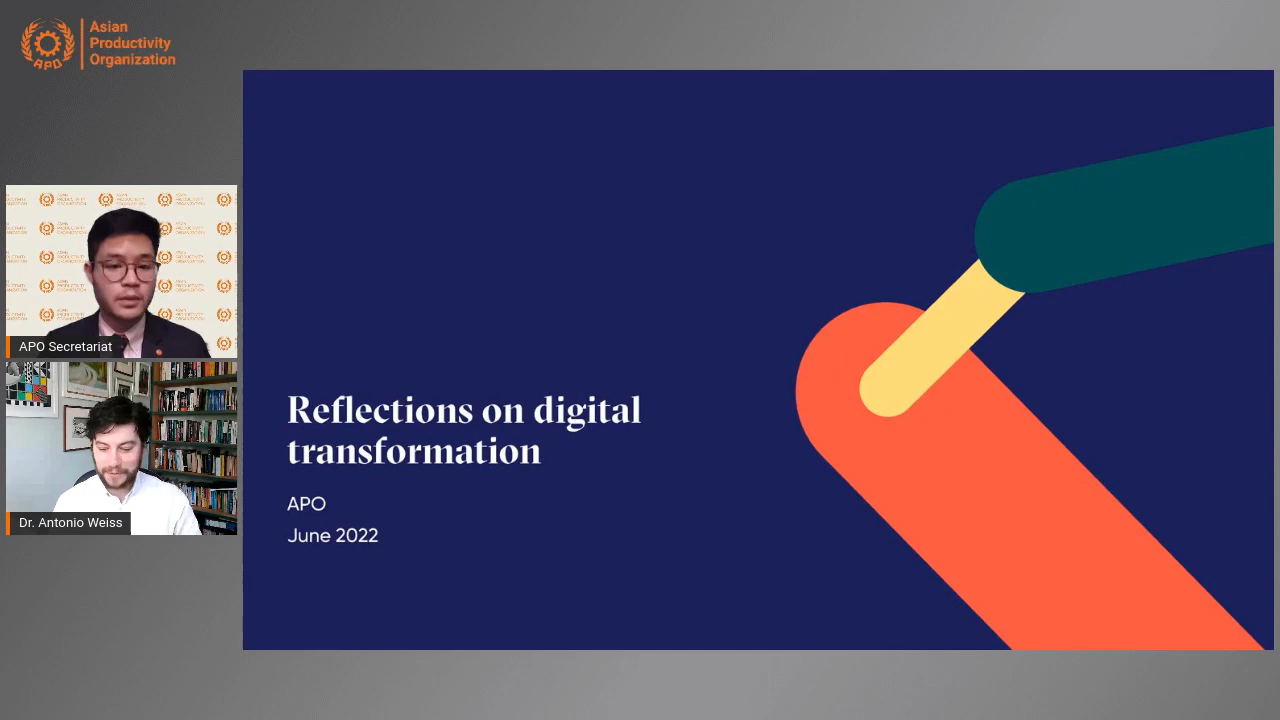 Asian
Productivity
Organization
APO
APO Secretariat
Dr. Antonio Weiss
Reflections on digital
transformation
APO
June 2022